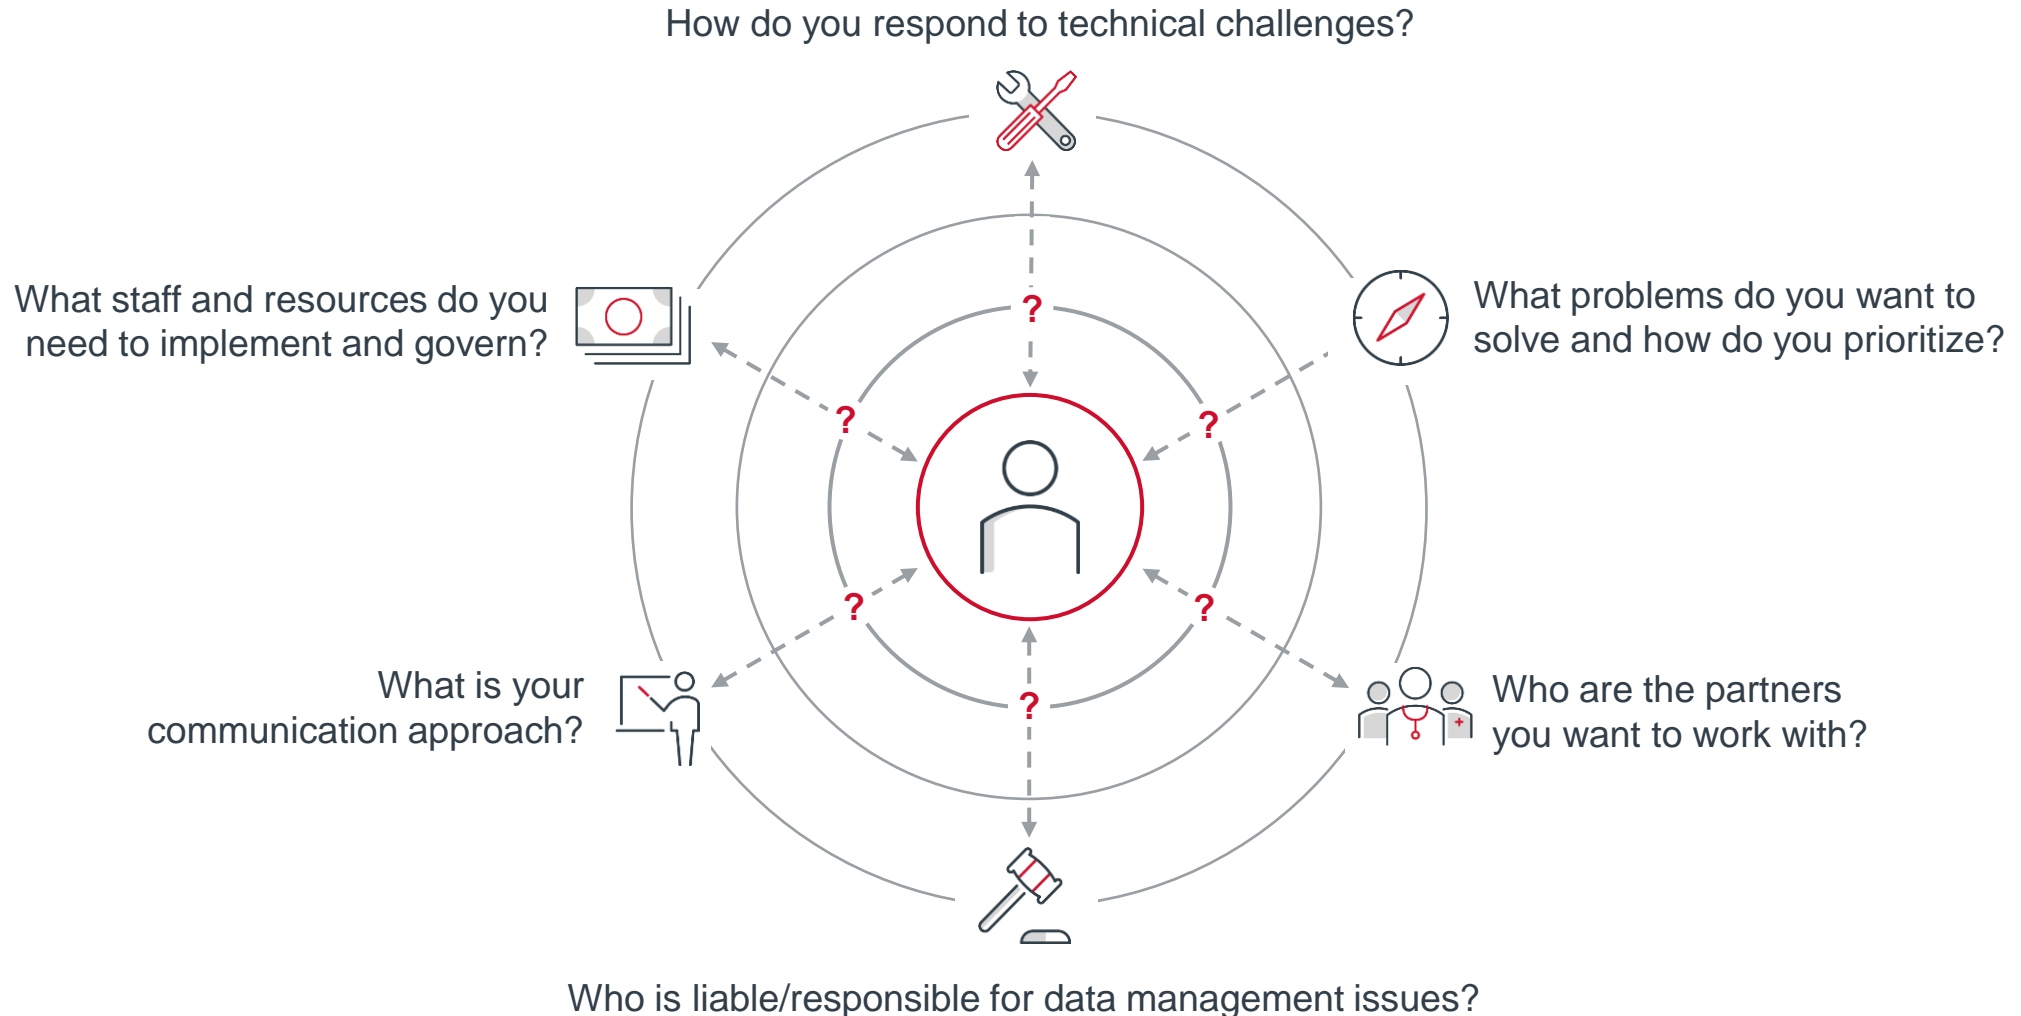 How do you respond to technical challenges?
What staff and resources do you
need to implement and govern?
What problems do you want to
solve and how do you prioritize?
?
?
?
?
?
?
What is your
communication approach?
Who are the partners
you want to work with?
Who is liable/responsible for data management issues?